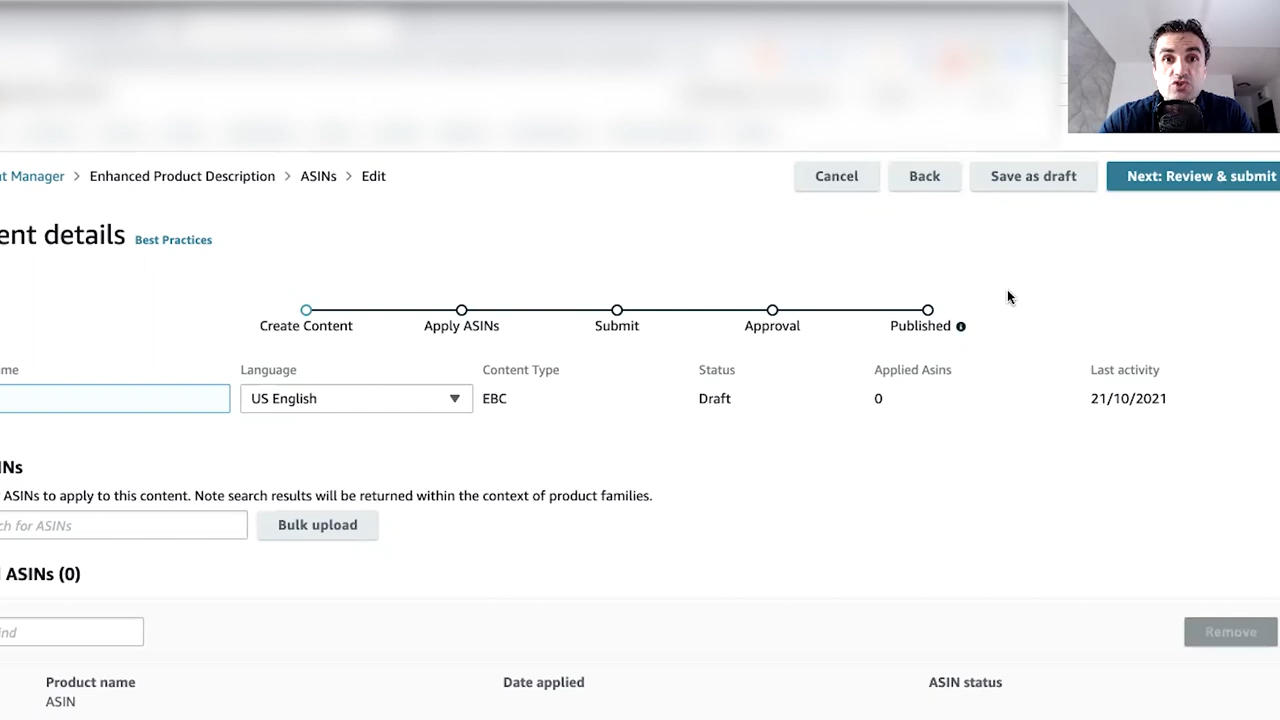 nt Manager > Enhanced Product Description > ASINs > Edit
Cancel
Back
Save as draft
Next: Review & submit
ent details Best Practices
Create Content
Apply ASINs
Submit
Approval
Published
me
Language
Content Type
Status
Applied Asins
Last activity
US English
EBC
Draft
0
21/10/2021
INs
ASINs to apply to this content. Note search results will be returned within the context of product families.
ch for ASINs
Bulk upload
ASINs (0)
ind
Remove
Product name
Date applied
ASIN status
ASIN